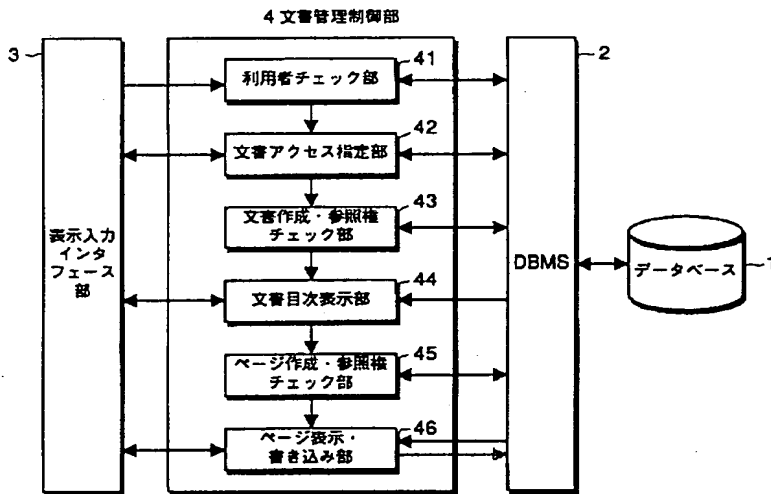 4 文書管理制御部
3
表示入力
インタ
フェース
部
41
利用者チェック部
42
文書アクセス指定部
43
文書作成・参照権
チェック部
44
文書目次表示部
45
ページ作成・参照権
チェック部
46
ページ表示・
書き込み部
2
DBMS
データベース
1